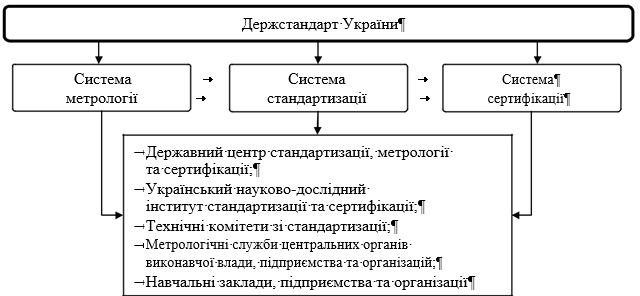 Держстандарт·України¶
Система
метрології
Система
стандартизації
Система¶
сертифікації¶
→Державний·центр·стандартизації,·метрології·
та·сертифікації;¶
→Український·науково-дослідний·
інститут·стандартизації·та·сертифікації;¶
→Технічні·комітети·зі·стандартизації;¶
→Метрологічні·служби·центральних·органів·
виконавчої·влади,·підприємства·та·організацій;¶
→Навчальні·заклади,·підприємства·та·організації¶